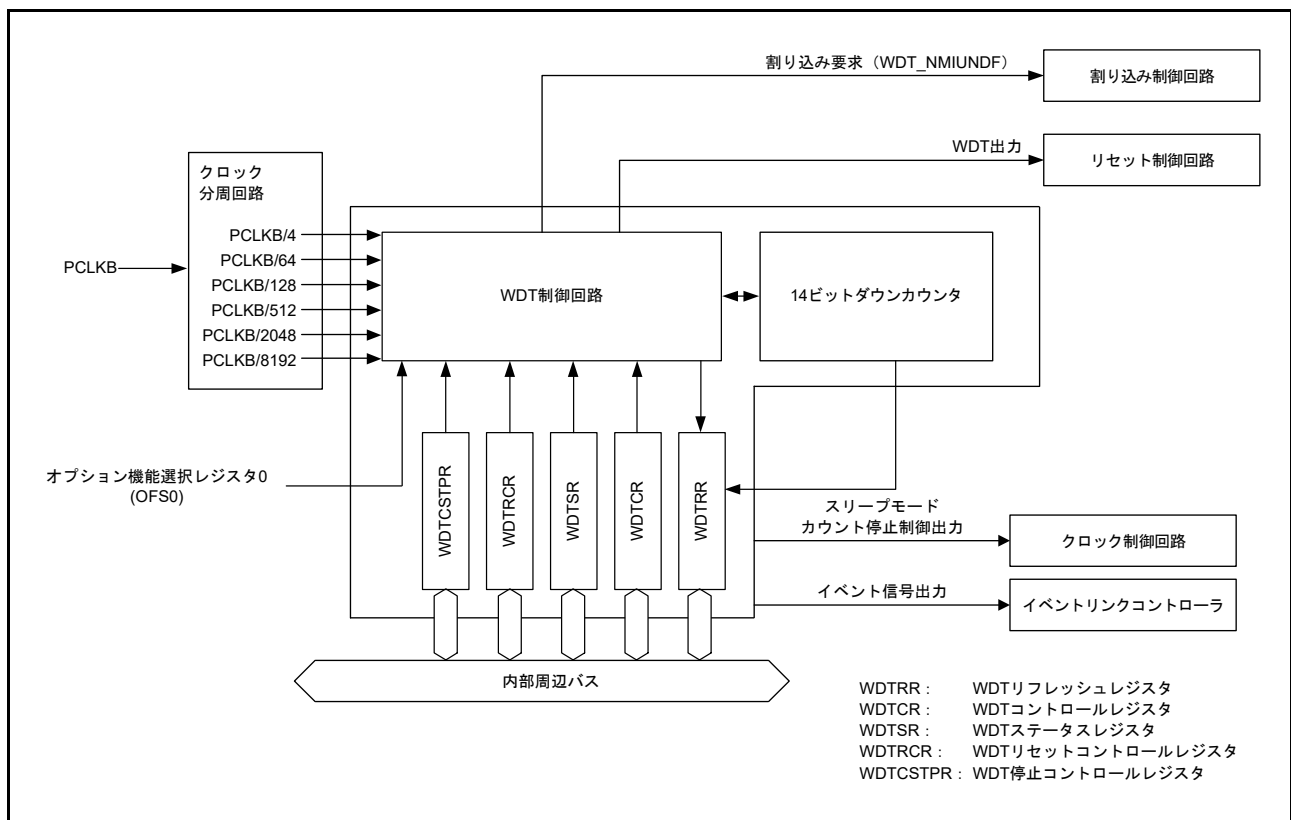 割り込み要求（WDT_NMIUNDF）
割り込み制御回路
WDT出力
リセット制御回路
クロック
分周回路
PCLKB/4
PCLKB/64
PCLKB/128
PCLKB/512
PCLKB/2048
PCLKB/8192
PCLKB
WDT制御回路
14ビットダウンカウンタ
オプション機能選択レジスタ0
(OFS0)
WDTCSTPR
WDTRCR
WDTSR
WDTCR
WDTRR
スリープモード
カウント停止制御出力
クロック制御回路
イベント信号出力
イベントリンクコントローラ
内部周辺バス
WDTRR： WDTリフレッシュレジスタ
WDTCR： WDTコントロールレジスタ
WDTSR： WDTステータスレジスタ
WDTRCR： WDTリセットコントロールレジスタ
WDTCSTPR： WDT停止コントロールレジスタ